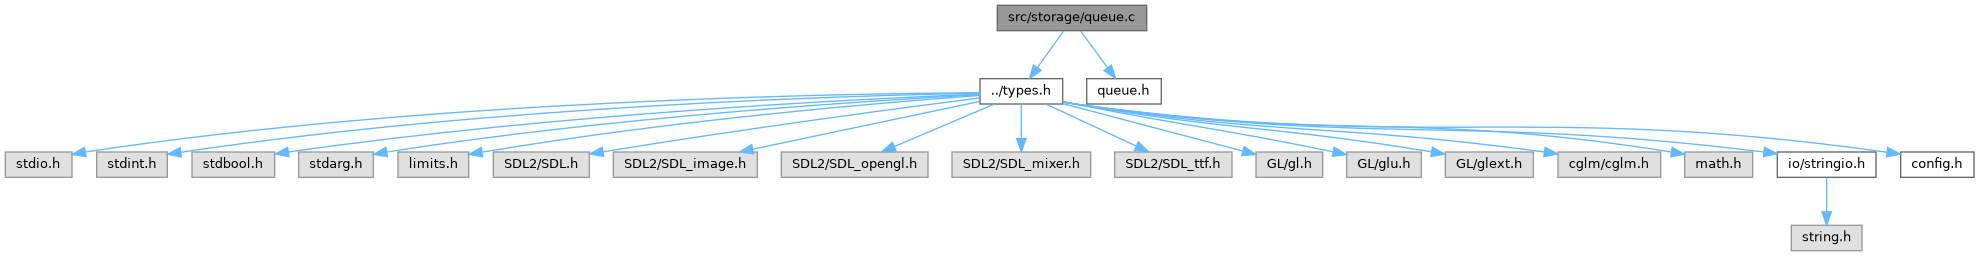 src/storage/queue.c
../types.h
queue.h
stdio.h
stdint.h
stdbool.h
stdarg.h
limits.h
SDL2/SDL.h
SDL2/SDL_image.h
SDL2/SDL_opengl.h
SDL2/SDL_mixer.h
SDL2/SDL_ttf.h
GL/gl.h
GL/glu.h
GL/glext.h
cglm/cglm.h
math.h
io/stringio.h
config.h
string.h